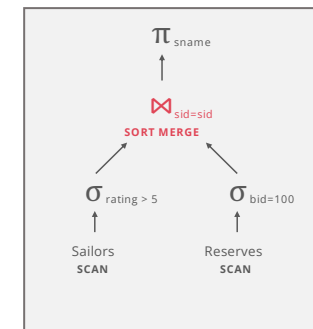 π sname
⋈ sid=sid
SORT MERGE
σ rating > 5 σ bid=100
Sailors Reserves
SCAN SCAN